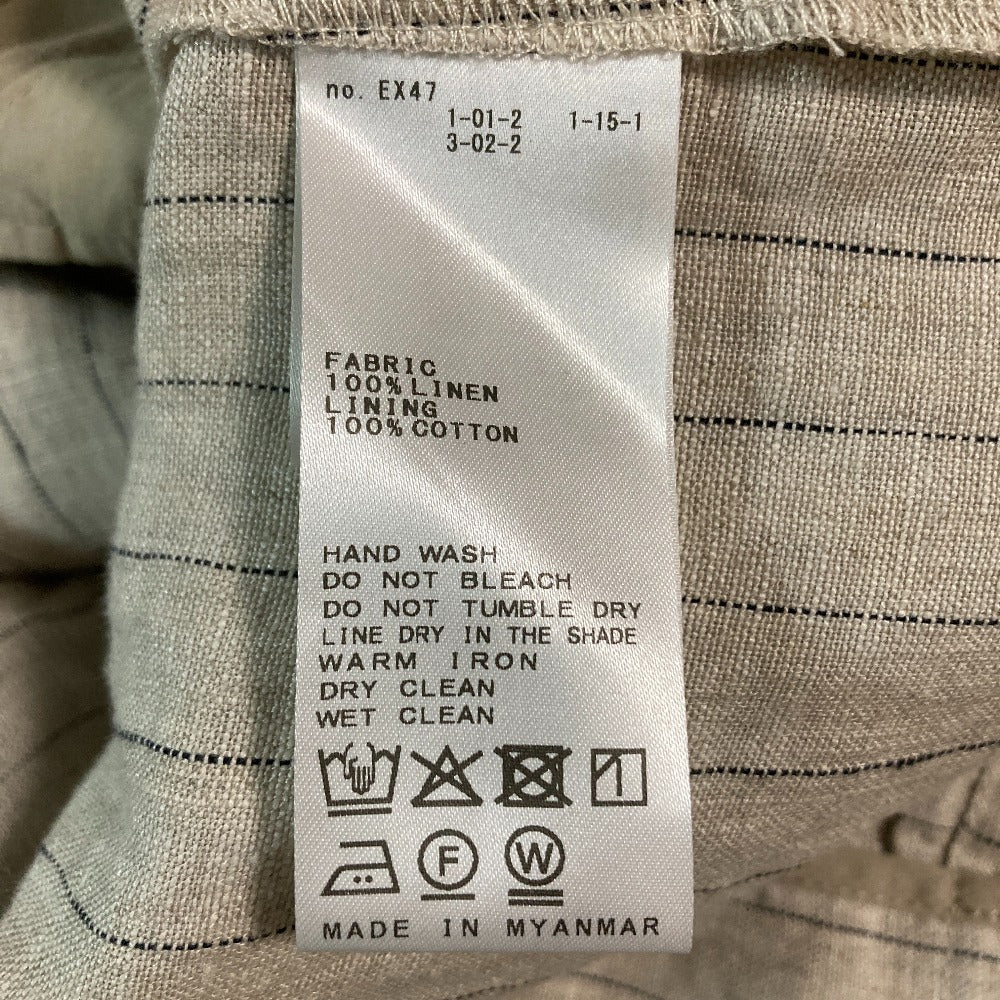 no. EX47
1-01-2 1-15-1
3-02-2
FABRIC
100% LINEN
LINING
100% COTTON
HAND WASH
DO NOT BLEACH
DO NOT TUMBLE DRY
LINE DRY IN THE SHADE
WARM IRON
DRY CLEAN
WET CLEAN
F W
MADE IN MYANMAR